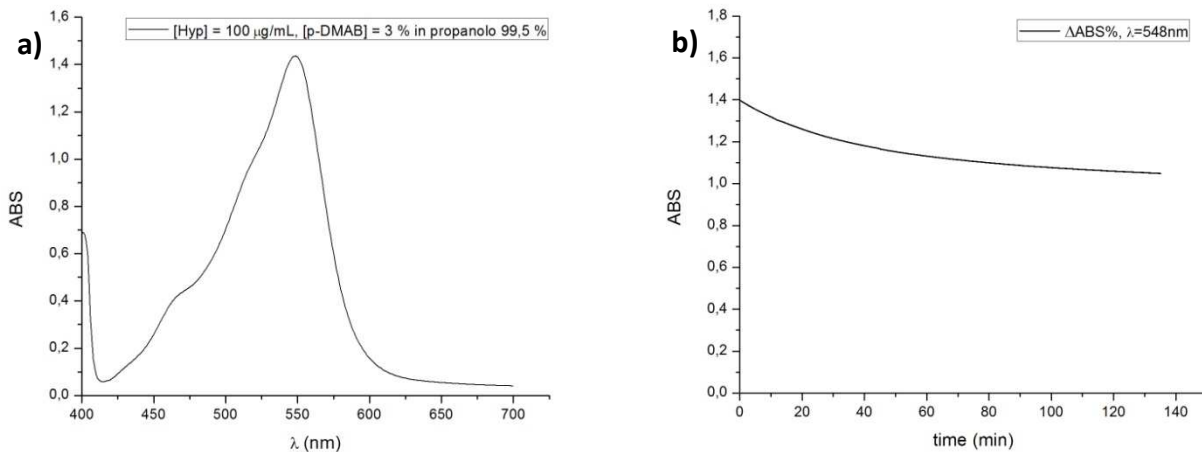 a)
[Hyp] = 100 µg/mL, [p-DMAB] = 3 % in propanolo 99,5 %
1,6
1,4
1,2
1,0
0,8
0,6
0,4
0,2
0,0
ABS
400 450 500 550 600 650 700
λ (nm)
b)
ΔABS%, λ=548nm
1,8
1,6
1,4
1,2
1,0
0,8
0,6
0,4
0,2
0,0
ABS
0 20 40 60 80 100 120 140
time (min)